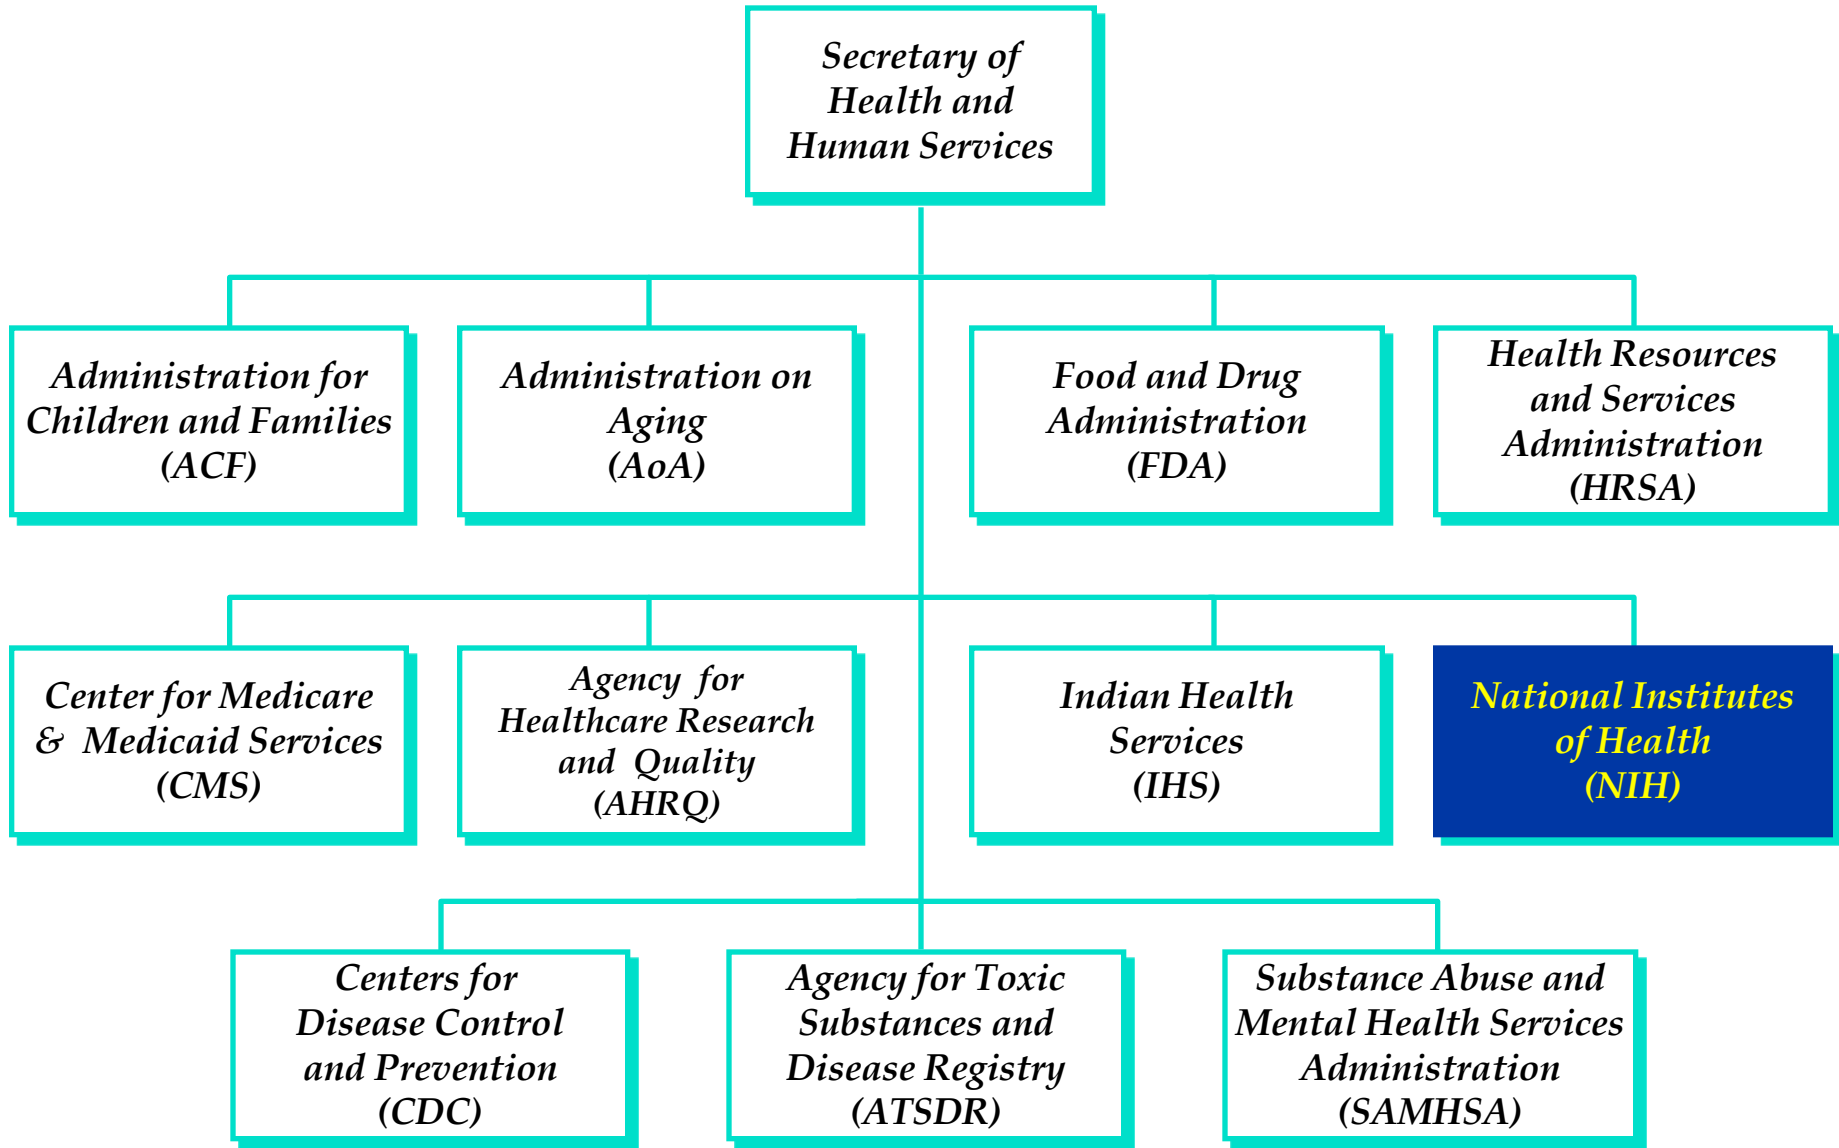 Secretary of
Health and
Human Services
Administration for
Children and Families
(ACF)
Administration on
Aging
(AoA)
Food and Drug
Administration
(FDA)
Health Resources
and Services
Administration
(HRSA)
Center for Medicare
& Medicaid Services
(CMS)
Agency for
Healthcare Research
and Quality
(AHRQ)
Indian Health
Services
(IHS)
National Institutes
of Health
(NIH)
Centers for
Disease Control
and Prevention
(CDC)
Agency for Toxic
Substances and
Disease Registry
(ATSDR)
Substance Abuse and
Mental Health Services
Administration
(SAMHSA)